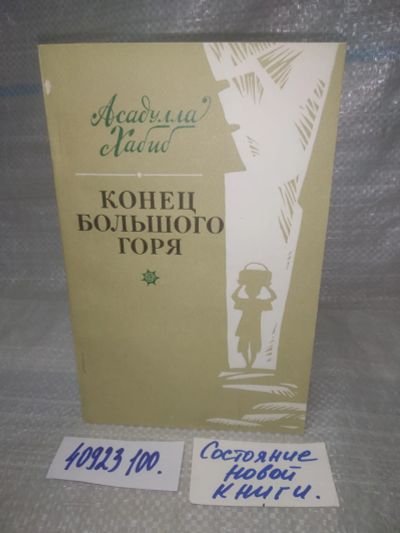 Асадулла
Хабиб
КОНЕЦ
БОЛЬШОГО
ГОРЯ
40923 100.
Состояние
новой
книги.